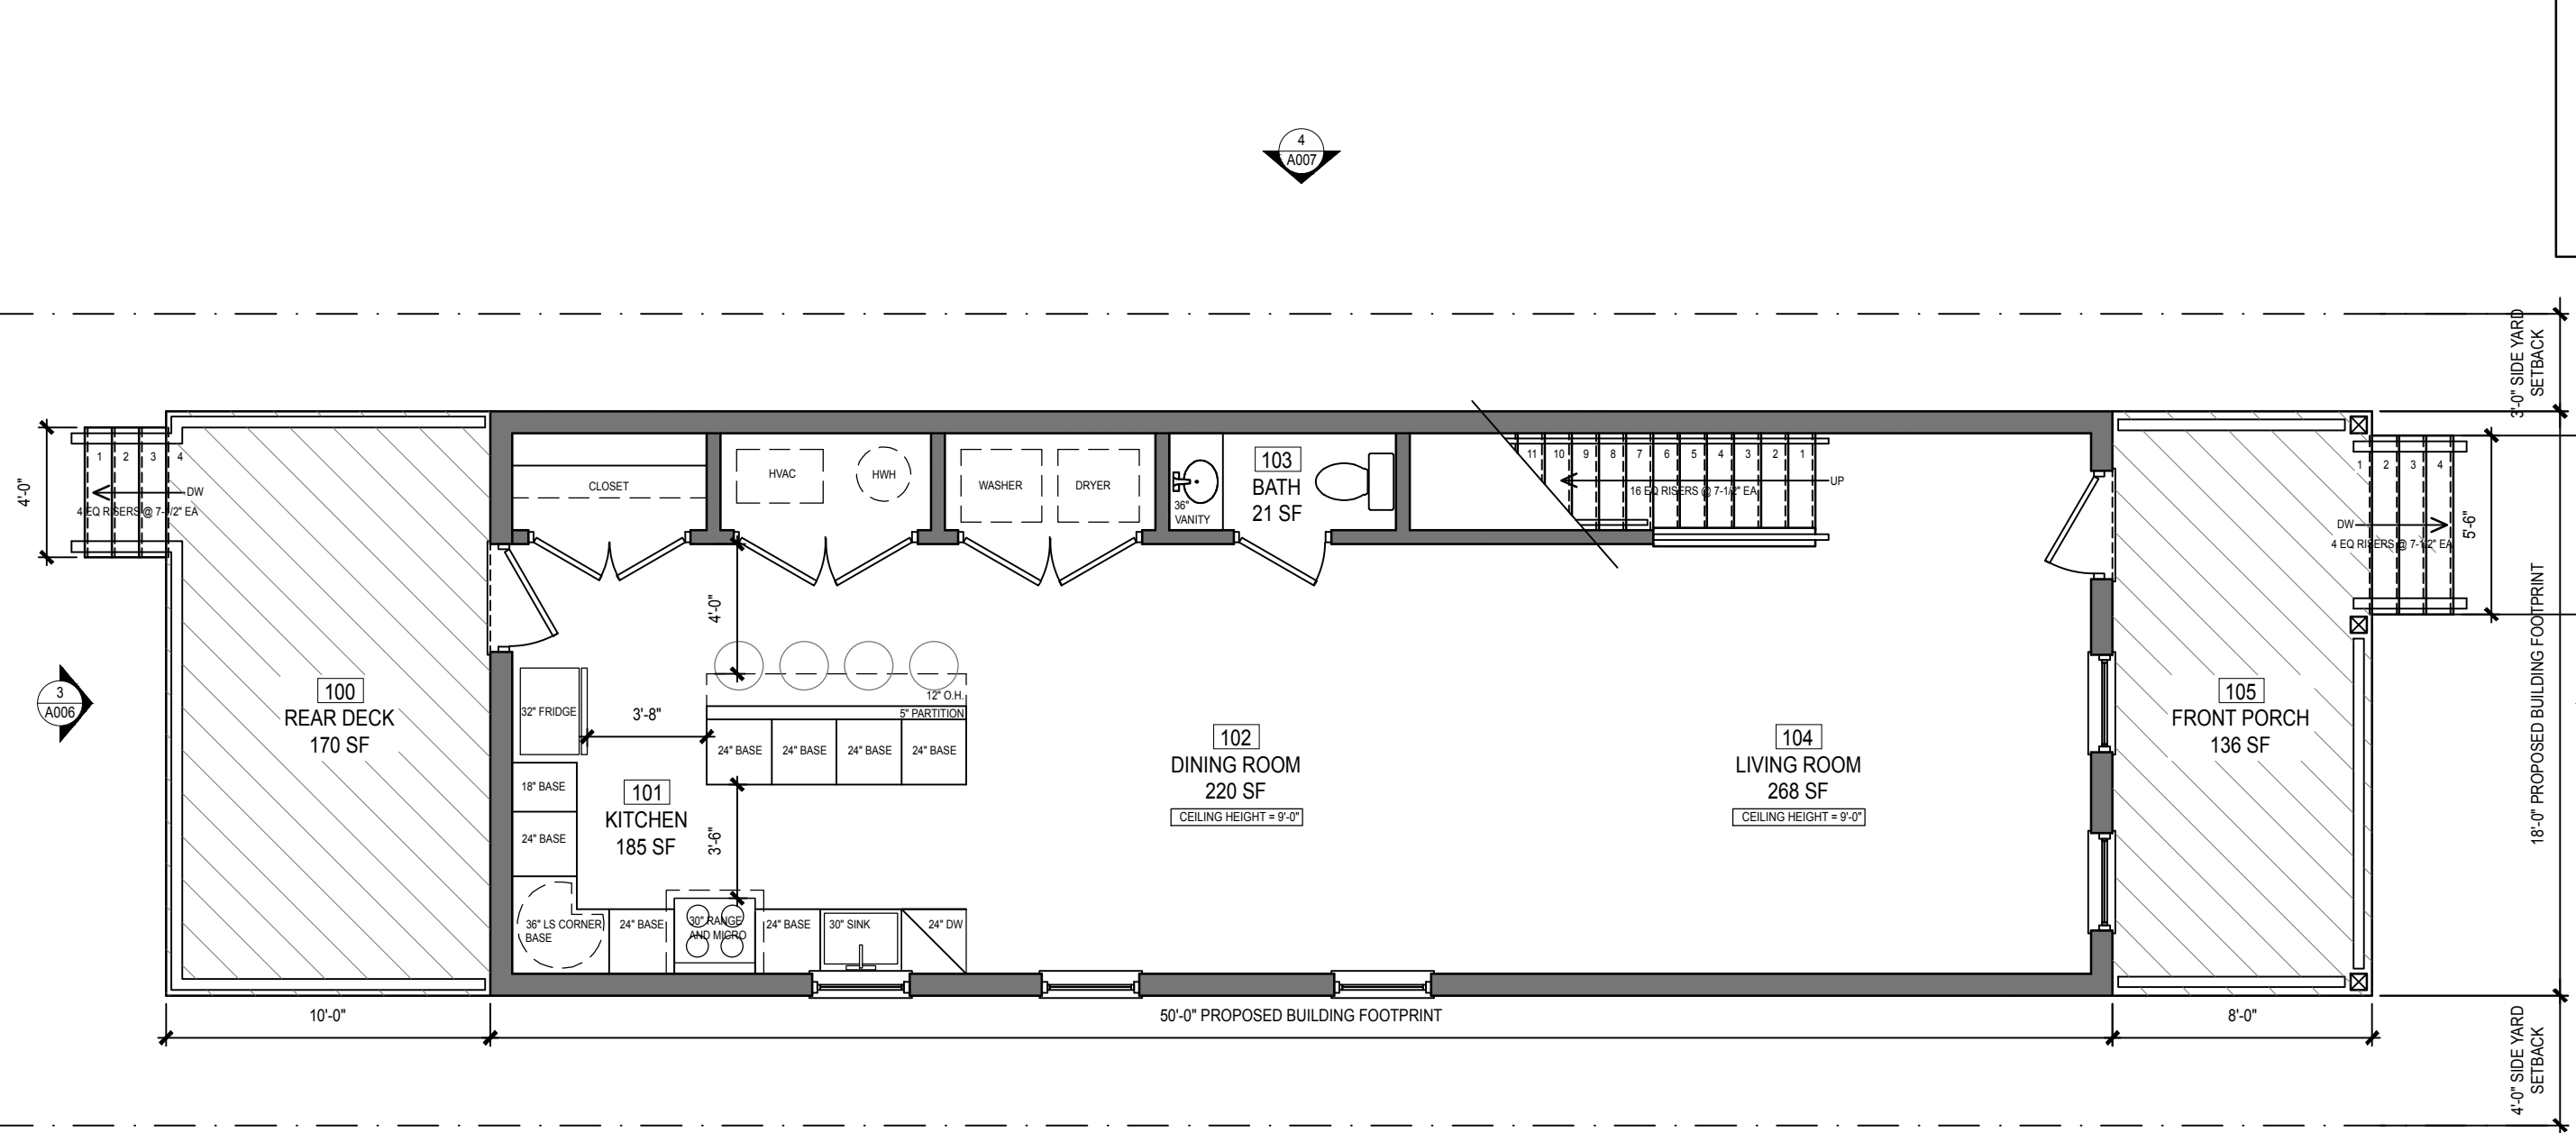 4
A007
3'-0" SIDE YARD
SETBACK
1 2 3 4
DW
4 EQ RISERS @ 7-1/2" EA
4'-0"
CLOSET
HVAC
HWH
WASHER
DRYER
36"
VANITY
103
BATH
21 SF
11 10 9 8 7 6 5 4 3 2 1
16 EQ RISERS @ 7-1/2" EA
UP
1 2 3 4
DW
4 EQ RISERS @ 7-1/2" EA
5'-6"
18'-0" PROPOSED BUILDING FOOTPRINT
4'-0"
3
A006
100
REAR DECK
170 SF
32" FRIDGE
3'-8"
12" O.H.
5" PARTITION
24" BASE
24" BASE
24" BASE
24" BASE
18" BASE
24" BASE
101
KITCHEN
185 SF
3'-6"
102
DINING ROOM
220 SF
CEILING HEIGHT = 9'-0"
104
LIVING ROOM
268 SF
CEILING HEIGHT = 9'-0"
105
FRONT PORCH
136 SF
36" LS CORNER
BASE
24" BASE
30" RANGE
AND MICRO
24" BASE
30" SINK
24" DW
10'-0"
50'-0" PROPOSED BUILDING FOOTPRINT
8'-0"
4'-0" SIDE YARD
SETBACK